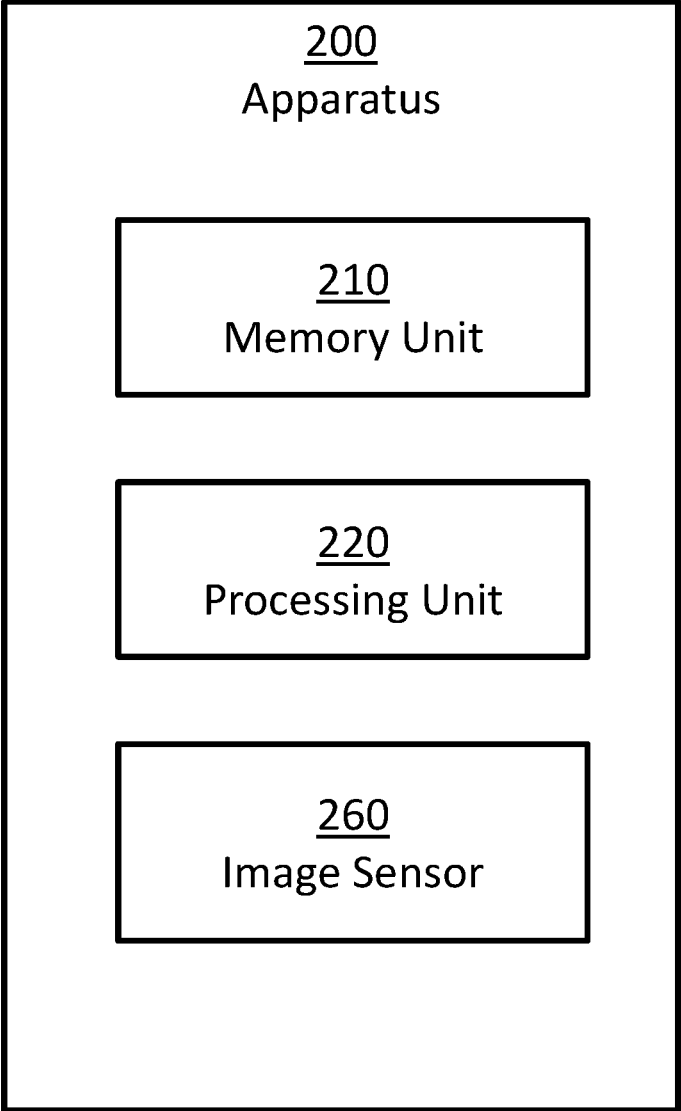 200
Apparatus
210
Memory Unit
220
Processing Unit
260
Image Sensor